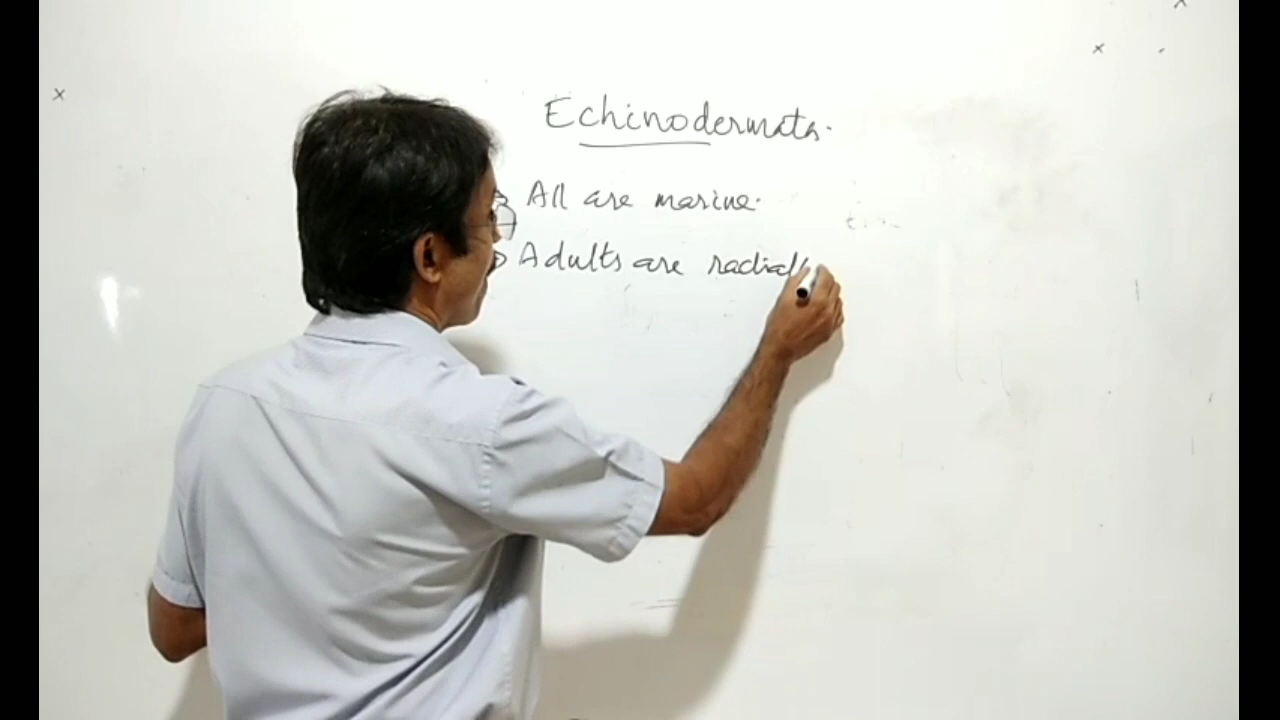 Echinodermata.
All are marine.
Adults are radiall